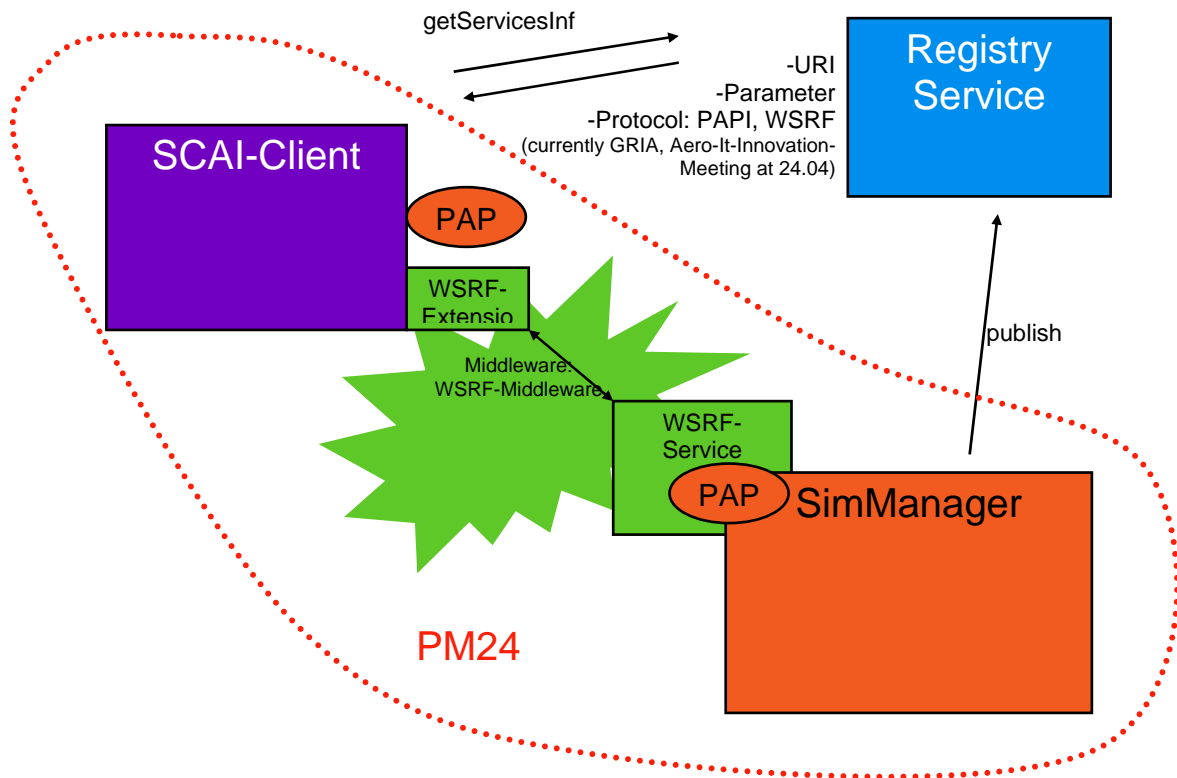 getServicesInf
Registry
Service
-URI
-Parameter
-Protocol: PAPI, WSRF
(currently GRIA, Aero-It-Innovation-
Meeting at 24.04)
SCAI-Client
PAP
WSRF-
Extensio
publish
Middleware:
WSRF-Middleware
WSRF-
Service
PAP
SimManager
PM24